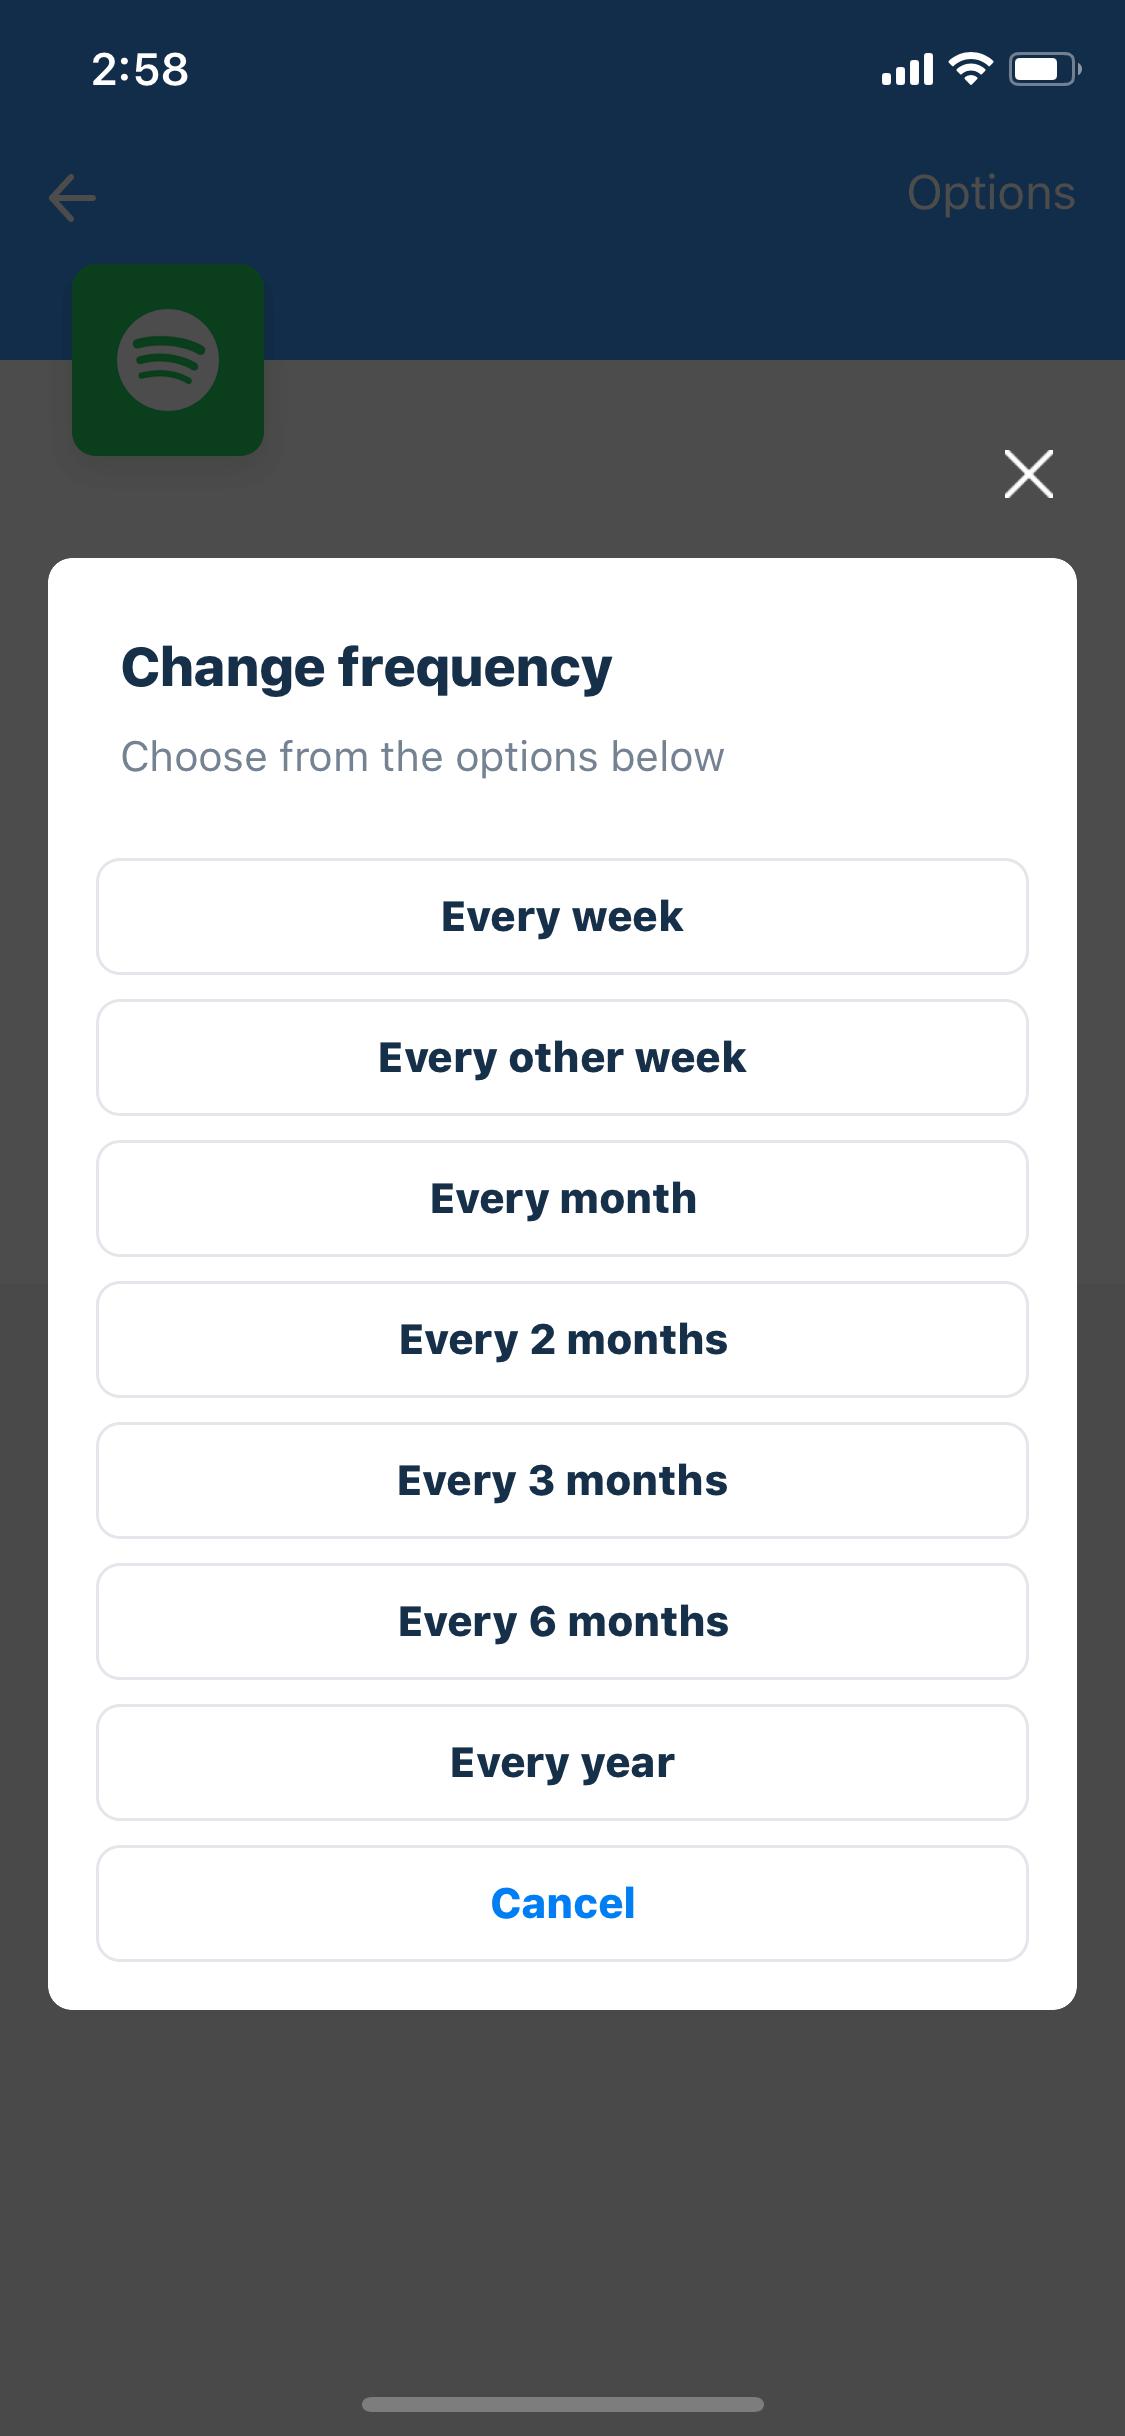 2:58
Options
Change frequency
Choose from the options below
Every week
Every other week
Every month
Every 2 months
Every 3 months
Every 6 months
Every year
Cancel